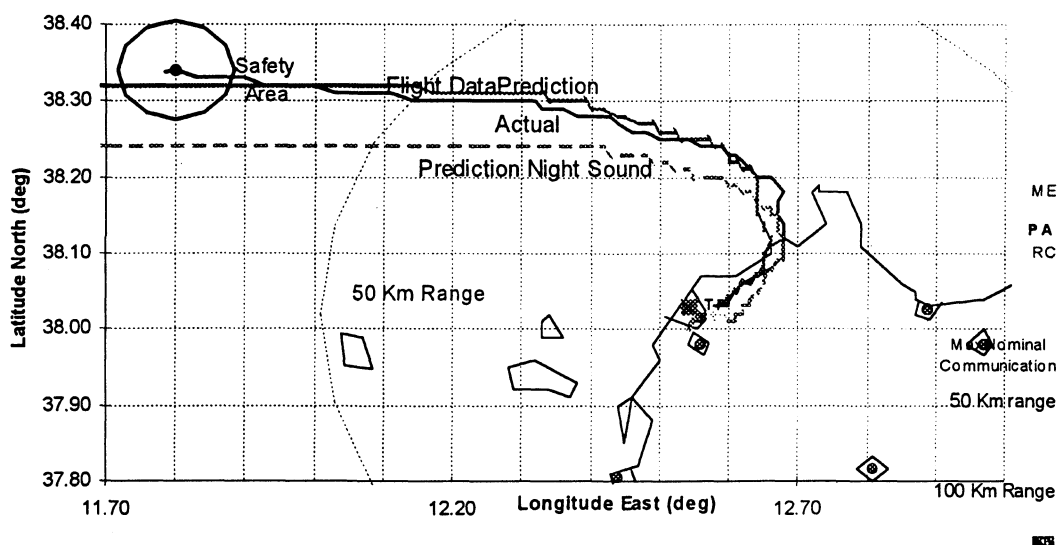 38.40
Safety
38.30
Area
Flight DataPrediction
Actual
Prediction Night Sound
38.20
ME
PA
RC
Latitude North (deg)
38.10
50 Km Range
T
38.00
Nominal
Communication
37.90
50 Km range
37.80
100 Km Range
11.70
12.20
Longitude East (deg)
12.70